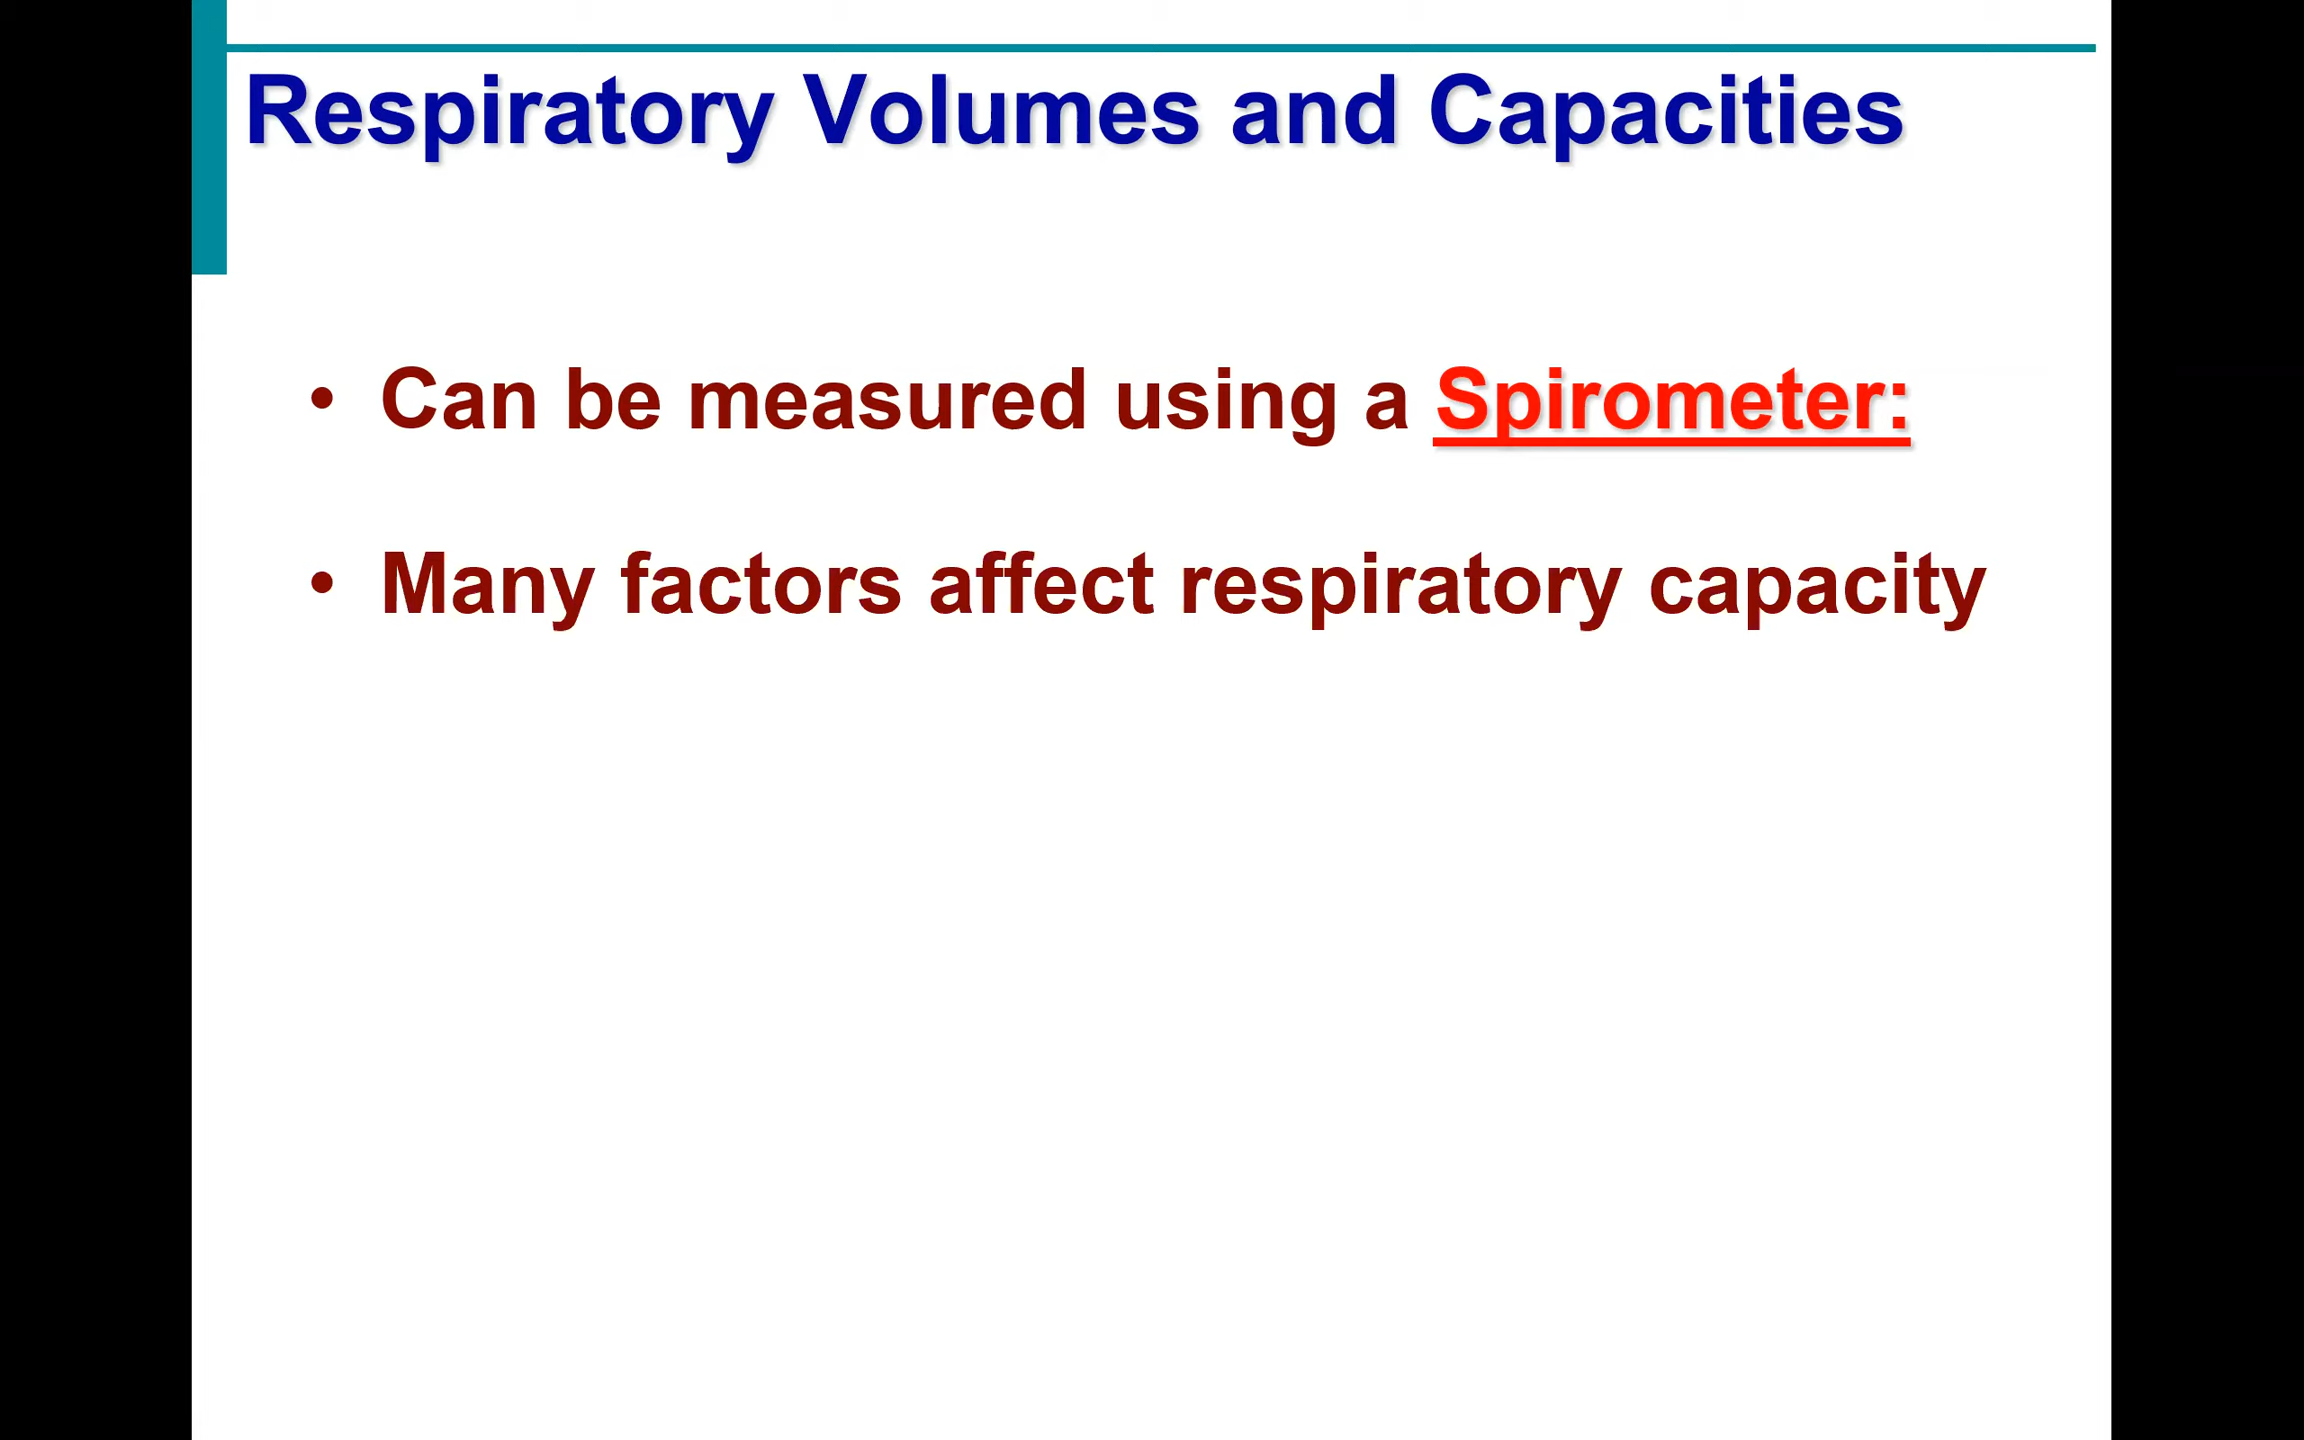 Respiratory Volumes and Capacities
• Can be measured using a Spirometer:
• Many factors affect respiratory capacity